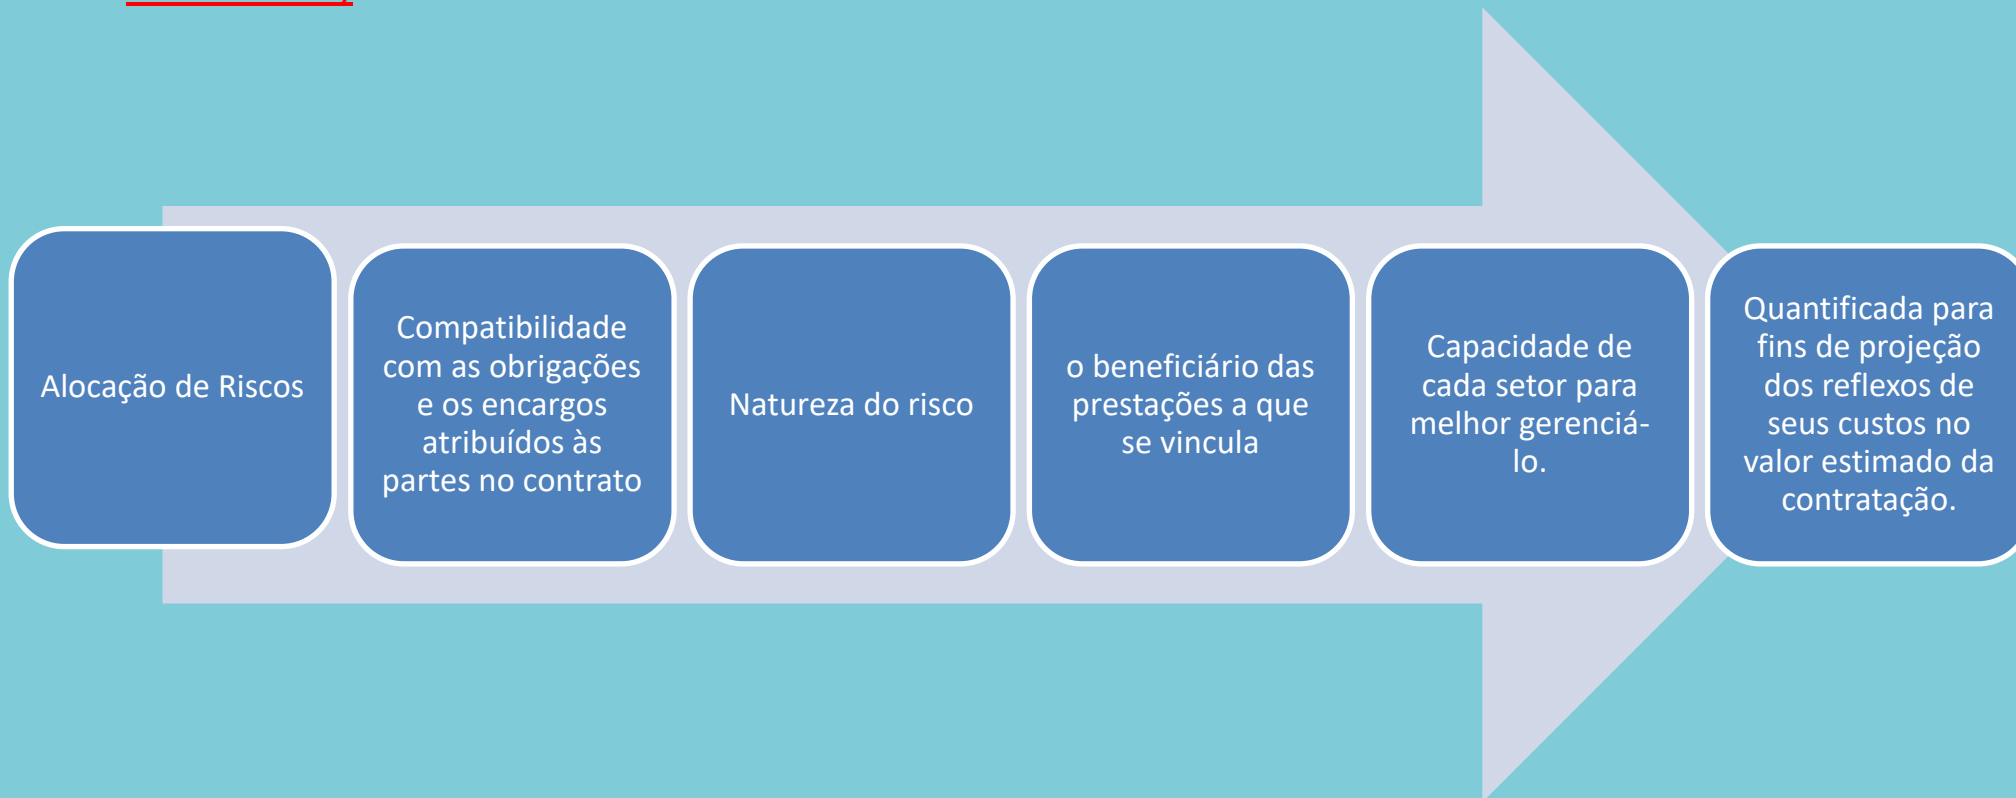 Alocação de Riscos
Compatibilidade
com as obrigações
e os encargos
atribuídos às
partes no contrato
Natureza do risco
o beneficiário das
prestações a que
se vincula
Capacidade de
cada setor para
melhor gerenciá-
lo.
Quantificada para
fins de projeção
dos reflexos de
seus custos no
valor estimado da
contratação.